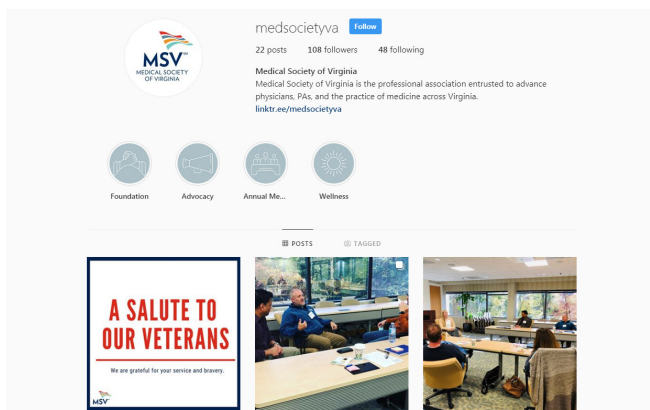 medsocietyva Follow
22 posts 108 followers 48 following
Medical Society of Virginia
Medical Society of Virginia is the professional association entrusted to advance
physicians, PAs, and the practice of medicine across Virginia.
linktr.ee/medsocietyva
MSV℠
MEDICAL SOCIETY
OF VIRGINIA
Foundation Advocacy Annual Me... Wellness
POSTS TAGGED
A SALUTE TO
OUR VETERANS
We are grateful for your service and bravery.
MSV